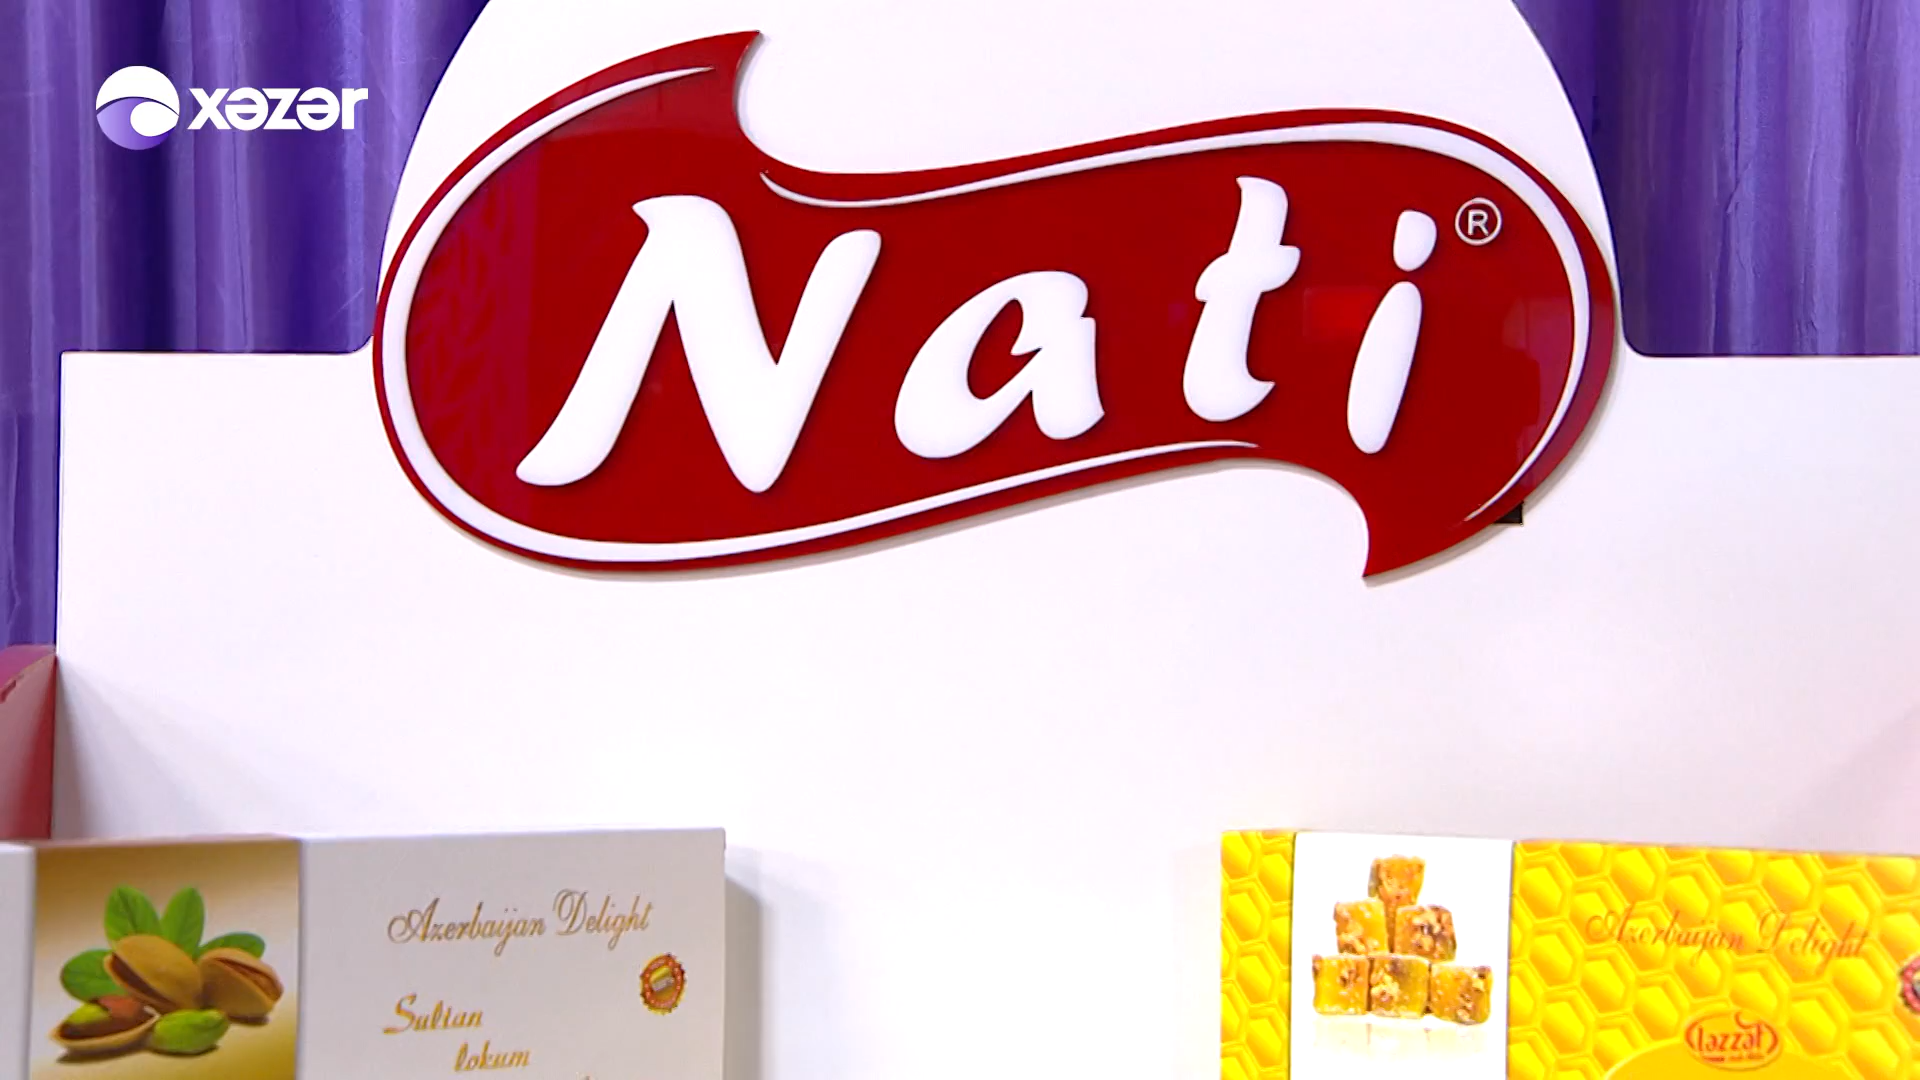 xəzər
Nati®
Azerbaijan Delight
Sultan
lokum
Azerbaijan Delight
lazzat